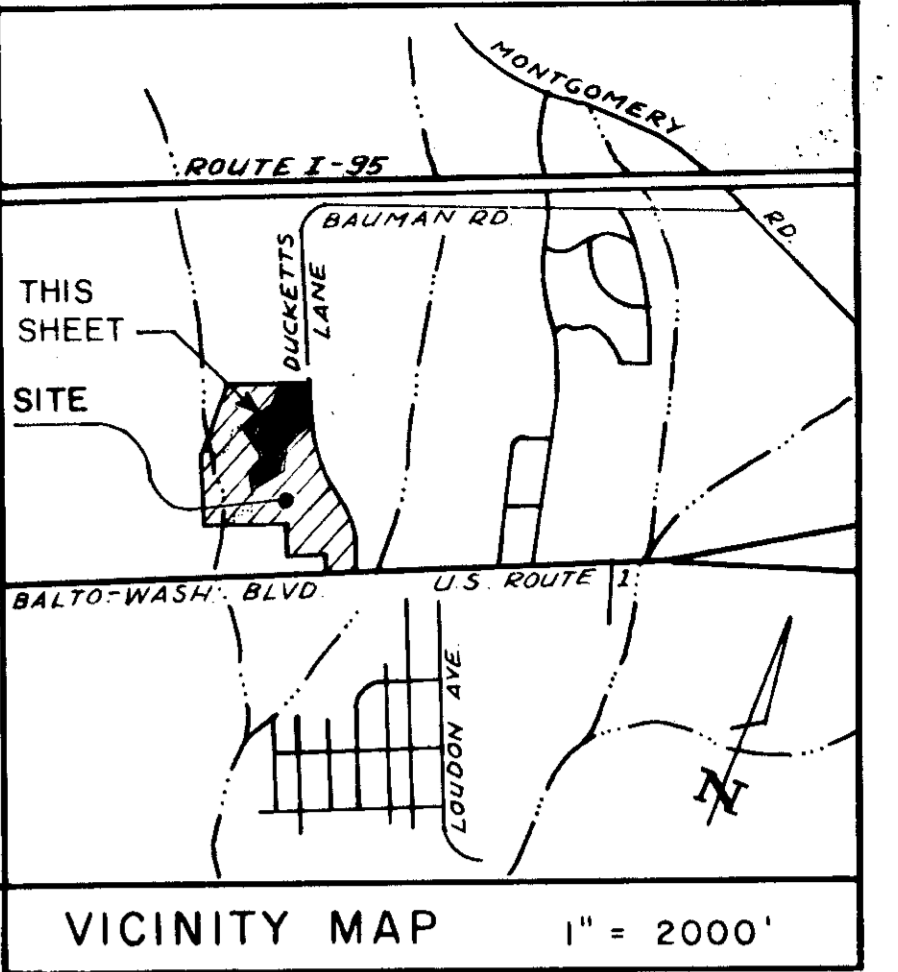 MONTGOMERY
RD.
ROUTE I-95
BAUMAN RD.
DUCKETTS
LANE
THIS
SHEET
SITE
BALTO-WASH. BLVD.
U.S. ROUTE 1
LOUDON AVE.
N
VICINITY MAP 1" = 2000'